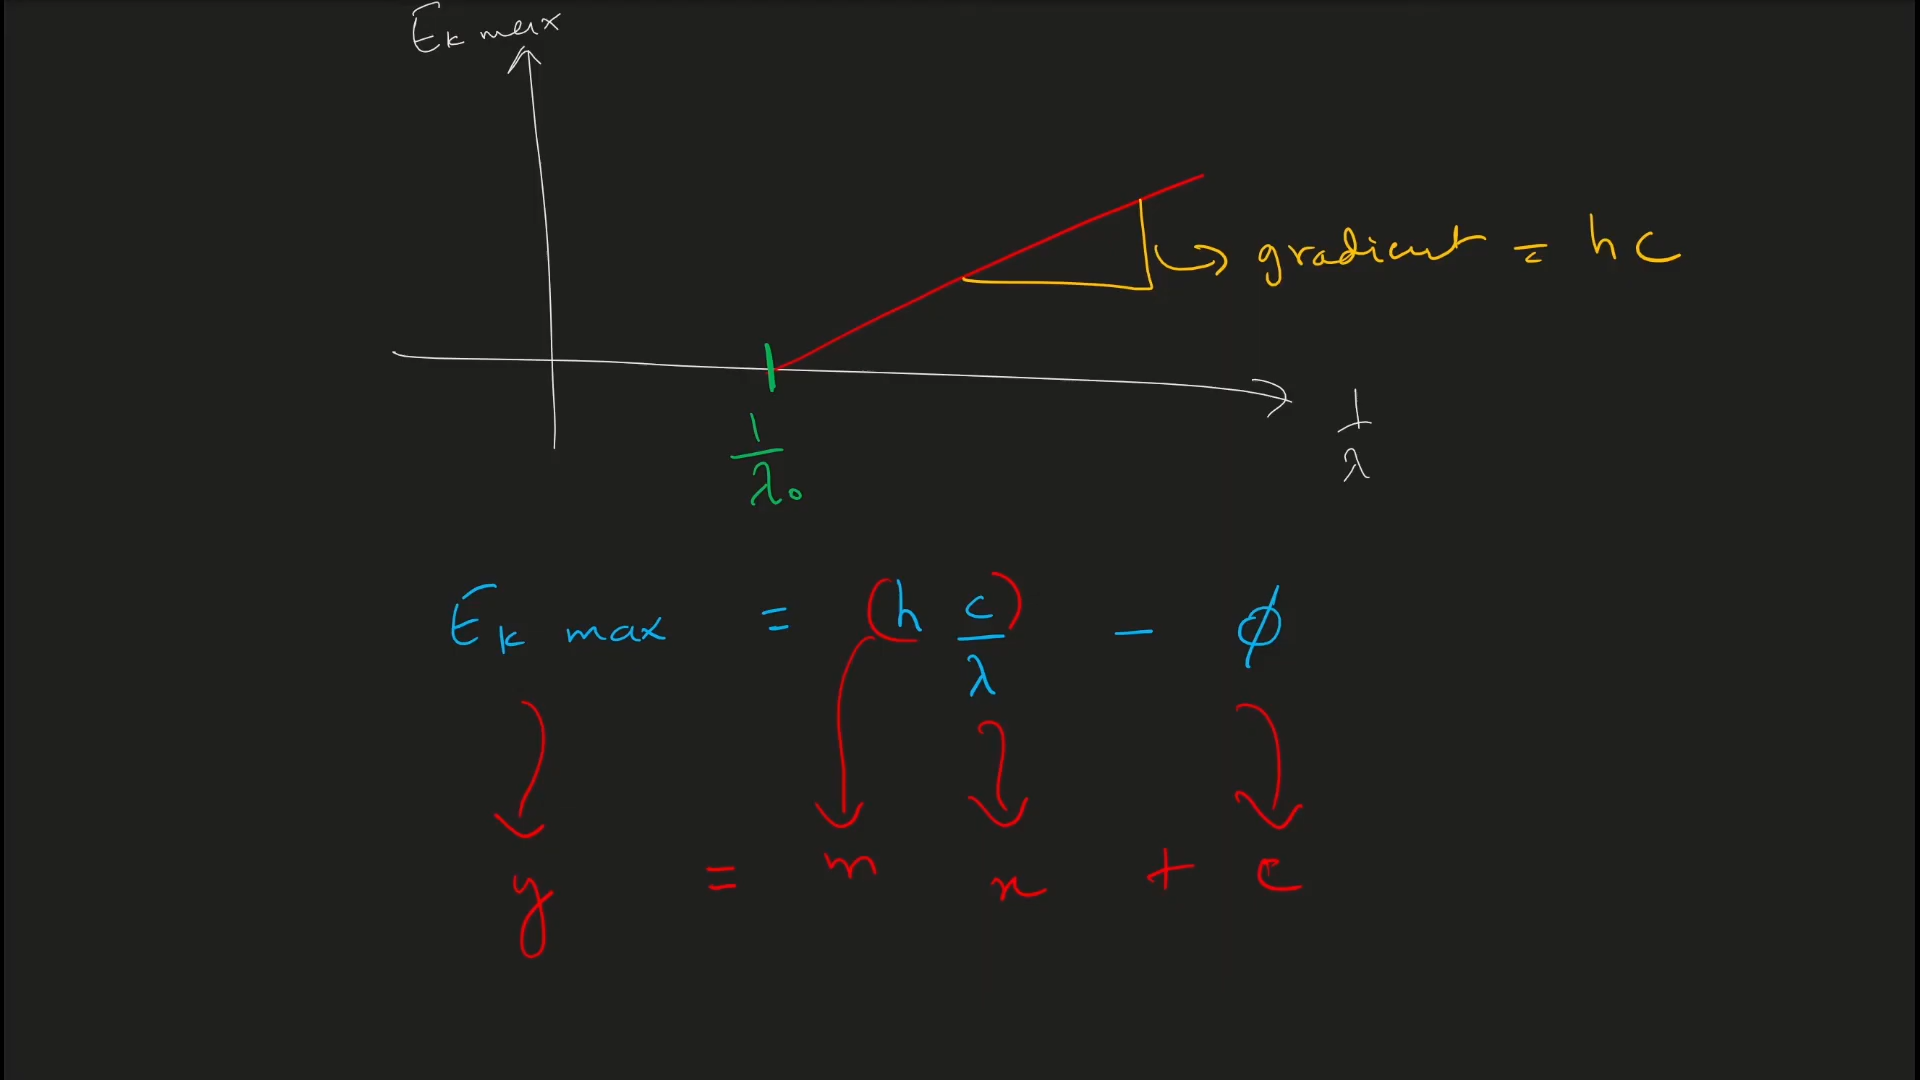 Ek max
gradient = hc
1/λ
1/λ₀
Ek max = (h c/λ) - ϕ
y = m x + c